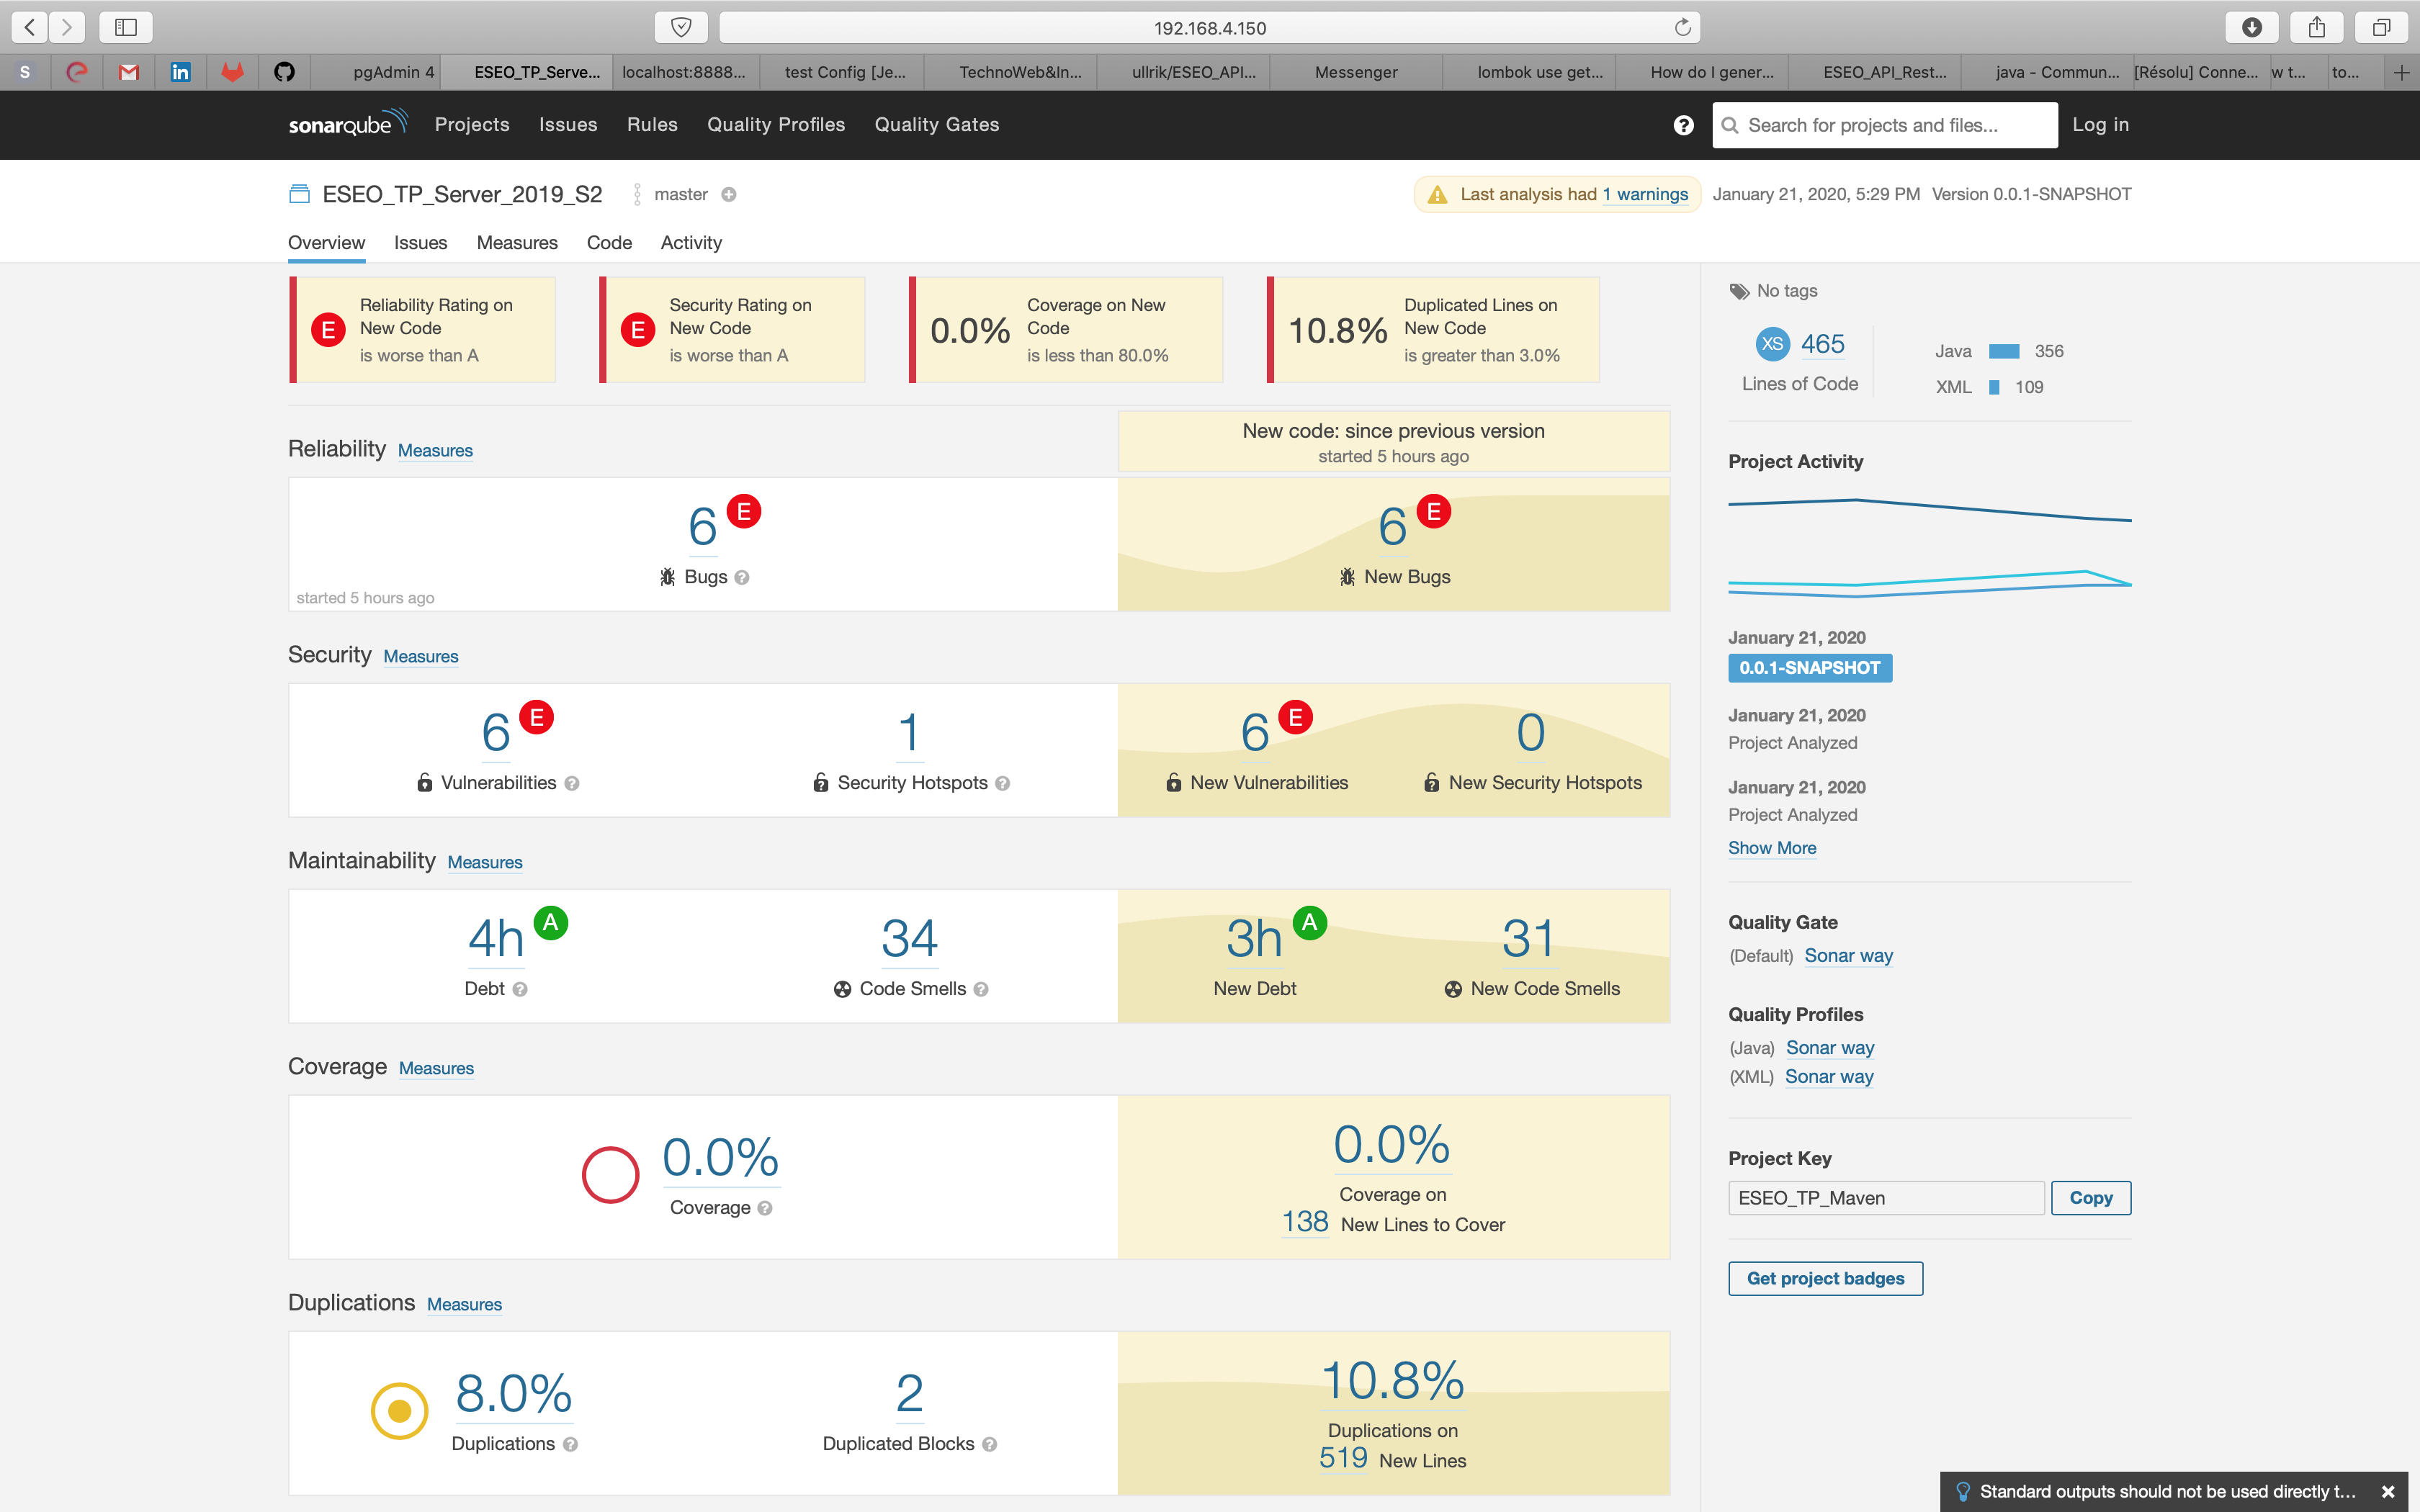 192.168.4.150
S
in
pgAdmin 4
ESEO_TP_Serve...
localhost:8888...
test Config [Je...
TechnoWeb&In...
ullrik/ESEO_API...
Messenger
lombok use get...
How do I gener...
ESEO_API_Rest...
java - Commun...
[Résolu] Conne...
w t...
to...
sonarqube
Projects
Issues
Rules
Quality Profiles
Quality Gates
Search for projects and files...
Log in
ESEO_TP_Server_2019_S2
master
Last analysis had 1 warnings
January 21, 2020, 5:29 PM Version 0.0.1-SNAPSHOT
Overview
Issues
Measures
Code
Activity
E
Reliability Rating on
New Code
is worse than A
E
Security Rating on
New Code
is worse than A
0.0%
Coverage on New
Code
is less than 80.0%
10.8%
Duplicated Lines on
New Code
is greater than 3.0%
Reliability Measures
New code: since previous version
started 5 hours ago
6 E
Bugs ?
started 5 hours ago
6 E
New Bugs
Security Measures
6 E
Vulnerabilities ?
1
Security Hotspots ?
6 E
New Vulnerabilities
0
New Security Hotspots
Maintainability Measures
4h A
Debt ?
34
Code Smells ?
3h A
New Debt
31
New Code Smells
Coverage Measures
0.0%
Coverage ?
0.0%
Coverage on
138 New Lines to Cover
Duplications Measures
8.0%
Duplications ?
2
Duplicated Blocks ?
10.8%
Duplications on
519 New Lines
No tags
XS 465
Lines of Code
Java 356
XML 109
Project Activity
January 21, 2020
0.0.1-SNAPSHOT
January 21, 2020
Project Analyzed
January 21, 2020
Project Analyzed
Show More
Quality Gate
(Default) Sonar way
Quality Profiles
(Java) Sonar way
(XML) Sonar way
Project Key
ESEO_TP_Maven
Copy
Get project badges
Standard outputs should not be used directly t...